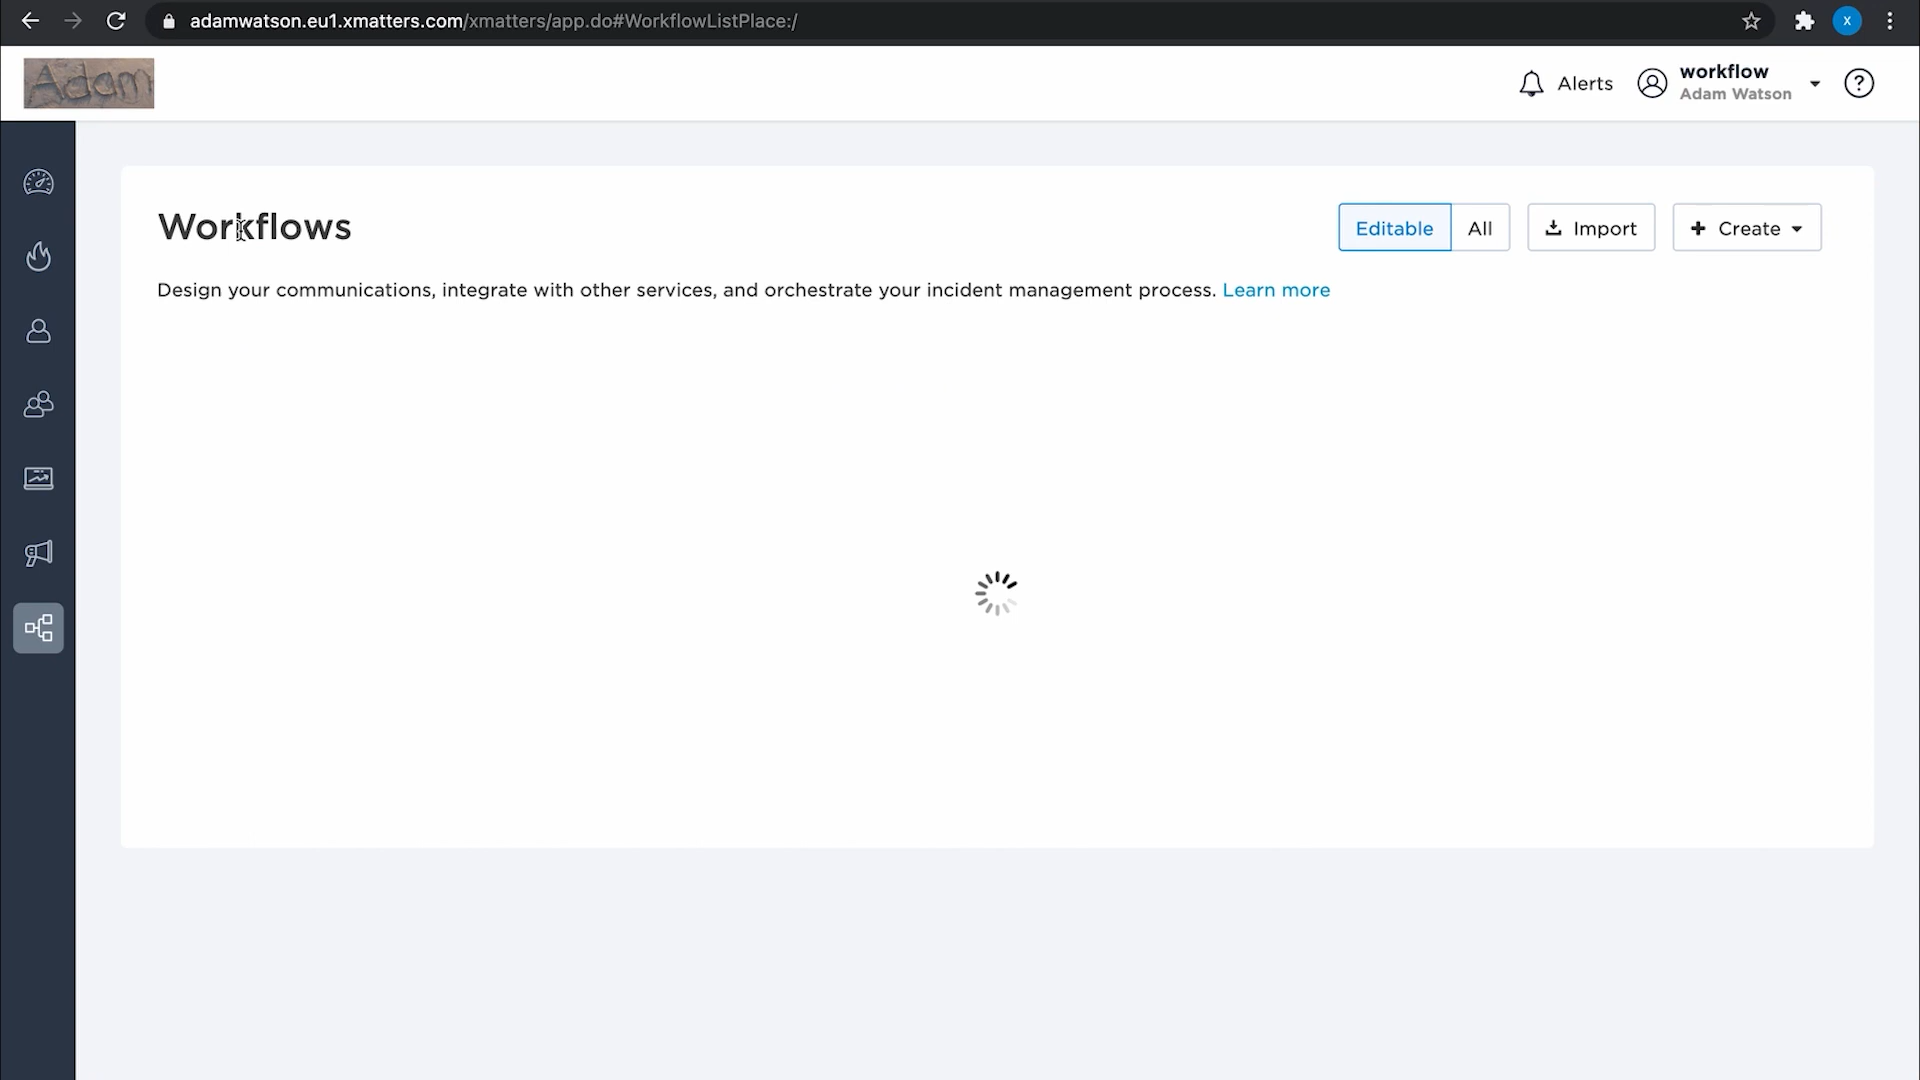 adamwatson.eu1.xmatters.com/xmatters/app.do#WorkflowListPlace:/
X
Adam
Alerts
workflow
Adam Watson
?
Workflows
Editable
All
Import
+ Create
Design your communications, integrate with other services, and orchestrate your incident management process. Learn more